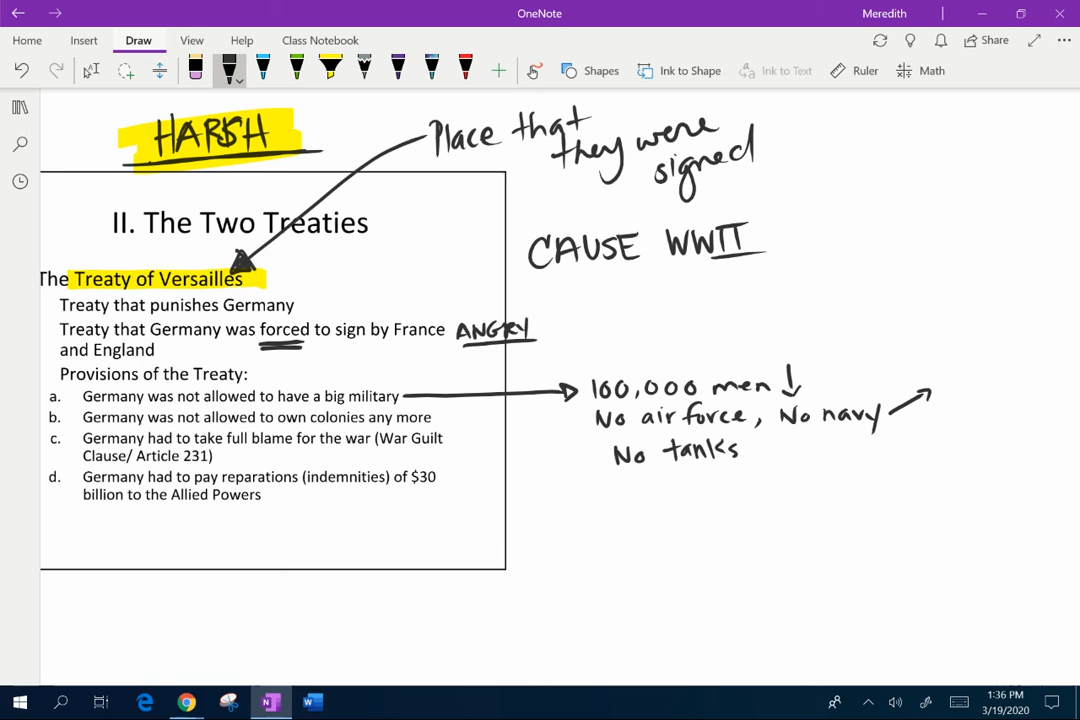 OneNote
Meredith
Home Insert Draw View Help Class Notebook Share
Shapes Ink to Shape Ink to Text Ruler Math
HARSH
Place that
they were
signed
II. The Two Treaties
CAUSE WWII
The Treaty of Versailles
Treaty that punishes Germany
Treaty that Germany was forced to sign by France ANGRY
and England
Provisions of the Treaty:
a. Germany was not allowed to have a big military
100,000 men
b. Germany was not allowed to own colonies any more
No air force, No navy
c. Germany had to take full blame for the war (War Guilt
Clause/ Article 231)
No tanks
d. Germany had to pay reparations (indemnities) of $30
billion to the Allied Powers
1:36 PM
3/19/2020